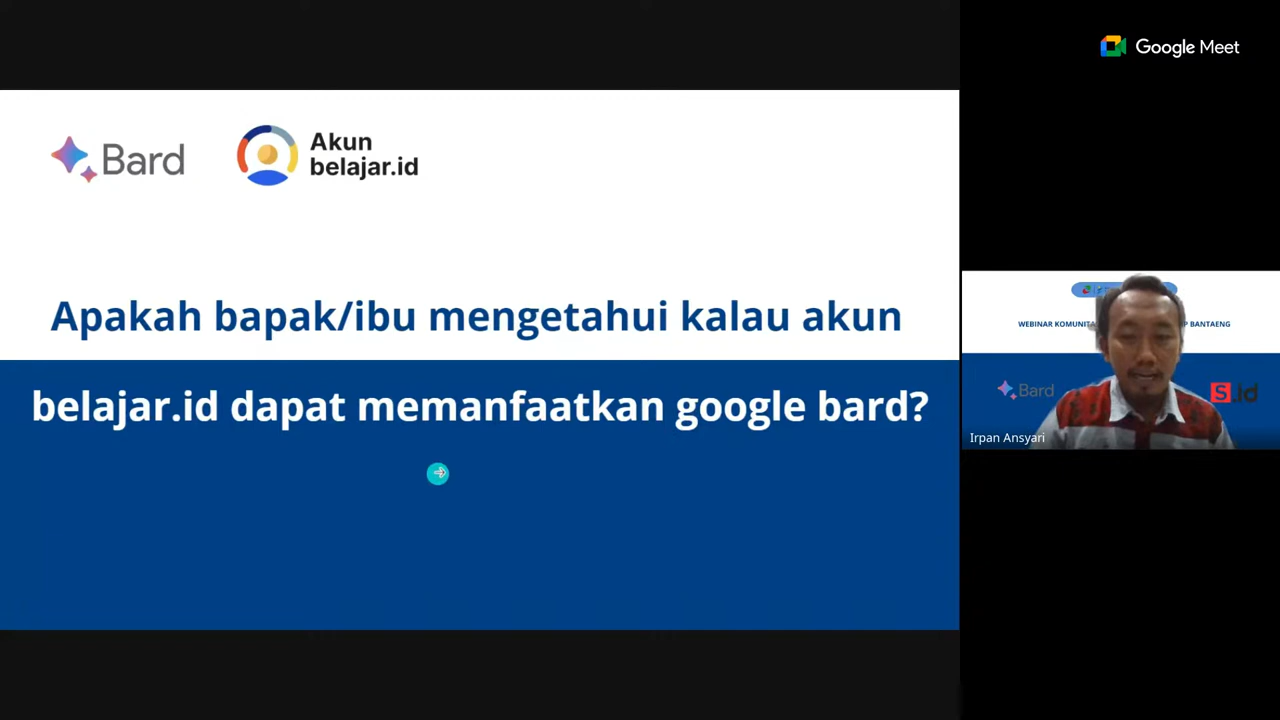 Google Meet
Bard
Akun
belajar.id
Apakah bapak/ibu mengetahui kalau akun
belajar.id dapat memanfaatkan google bard?
WEBINAR KOMUNITA
P BANTAENG
Bard
S.id
Irpan Ansyari